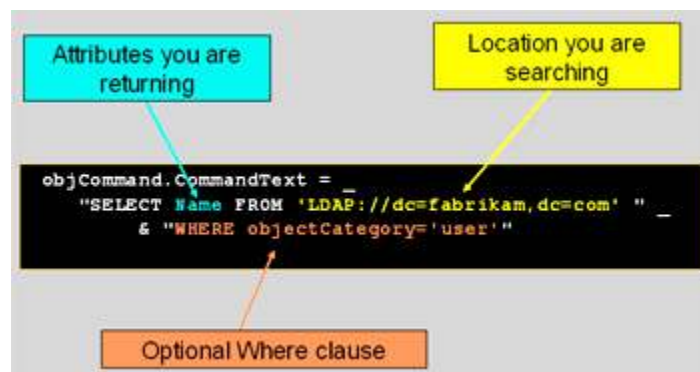 Attributes you are
returning
Location you are
searching
objCommand.CommandText = _
"SELECT Name FROM 'LDAP://dc=fabrikam,dc=com' " _
& "WHERE objectCategory='user'"
Optional Where clause